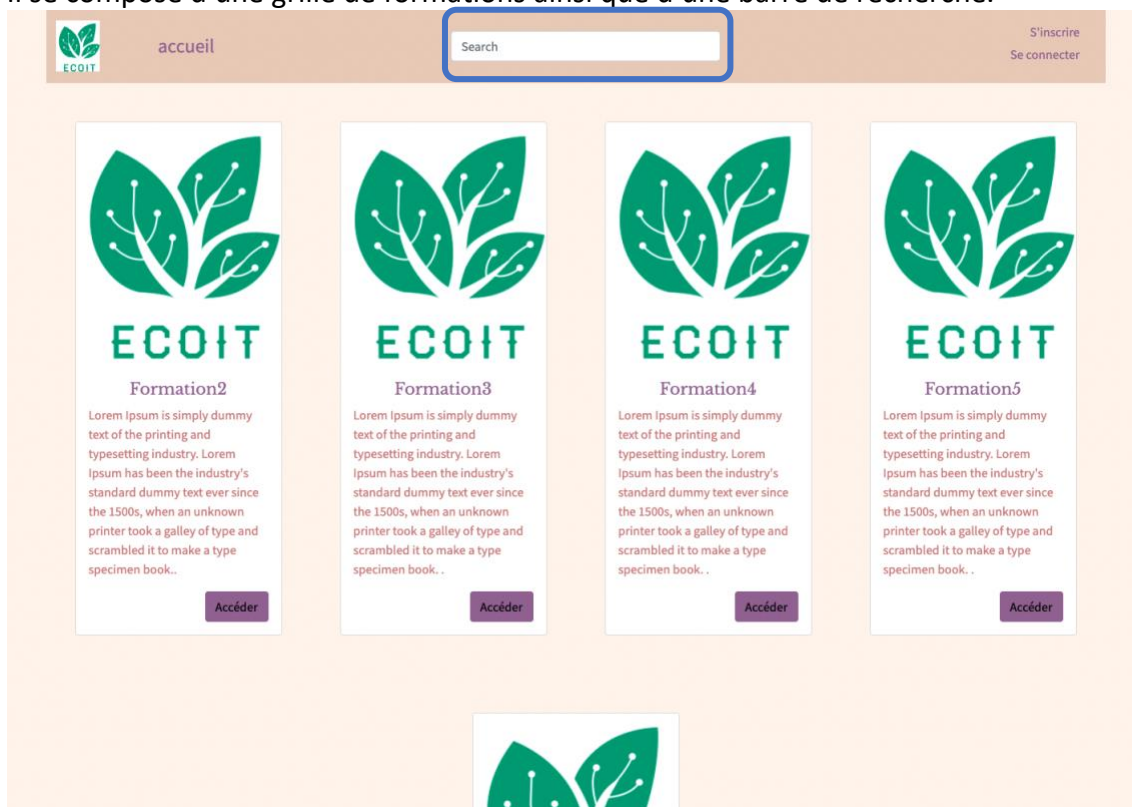 il se compose d'une grille de formations ainsi que d'une barre de recherche.
ECOIT
accueil
Search
S'inscrire
Se connecter
ECOIT
Formation2
Lorem Ipsum is simply dummy
text of the printing and
typesetting industry. Lorem
Ipsum has been the industry's
standard dummy text ever since
the 1500s, when an unknown
printer took a galley of type and
scrambled it to make a type
specimen book..
Accéder
ECOIT
Formation3
Lorem Ipsum is simply dummy
text of the printing and
typesetting industry. Lorem
Ipsum has been the industry's
standard dummy text ever since
the 1500s, when an unknown
printer took a galley of type and
scrambled it to make a type
specimen book. .
Accéder
ECOIT
Formation4
Lorem Ipsum is simply dummy
text of the printing and
typesetting industry. Lorem
Ipsum has been the industry's
standard dummy text ever since
the 1500s, when an unknown
printer took a galley of type and
scrambled it to make a type
specimen book. .
Accéder
ECOIT
Formation5
Lorem Ipsum is simply dummy
text of the printing and
typesetting industry. Lorem
Ipsum has been the industry's
standard dummy text ever since
the 1500s, when an unknown
printer took a galley of type and
scrambled it to make a type
specimen book. .
Accéder